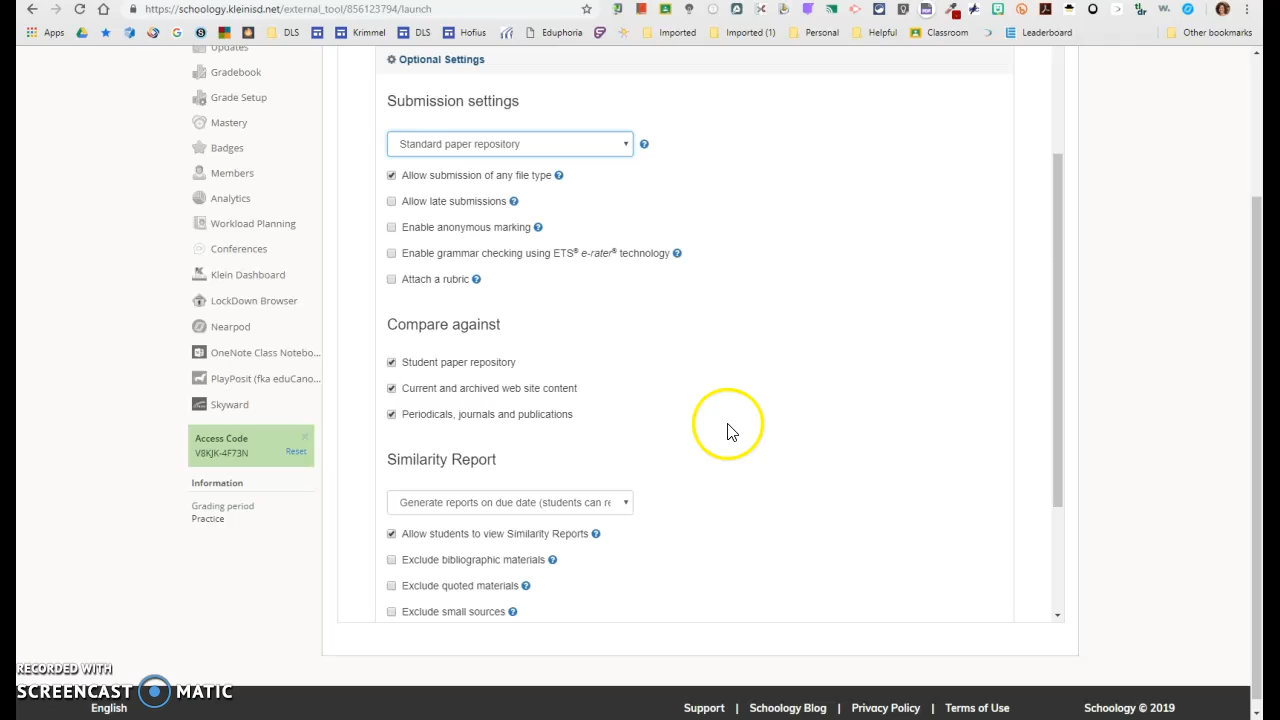 https://schoology.kleinisd.net/external_tool/856123794/launch
Apps
DLS
Krimmel
DLS
Hofius
Eduphoria
Imported
Imported (1)
Personal
Helpful
Classroom
Leaderboard
Other bookmarks
Updates
Gradebook
Grade Setup
Mastery
Badges
Members
Analytics
Workload Planning
Conferences
Klein Dashboard
LockDown Browser
Nearpod
OneNote Class Notebo...
PlayPosit (fka eduCano...
Skyward
Access Code
V8KJK-4F73N
Reset
Information
Grading period
Practice
Optional Settings
Submission settings
Standard paper repository
Allow submission of any file type
Allow late submissions
Enable anonymous marking
Enable grammar checking using ETS® e-rater® technology
Attach a rubric
Compare against
Student paper repository
Current and archived web site content
Periodicals, journals and publications
Similarity Report
Generate reports on due date (students can re
Allow students to view Similarity Reports
Exclude bibliographic materials
Exclude quoted materials
Exclude small sources
RECORDED WITH
SCREENCAST MATIC
English
Support | Schoology Blog | Privacy Policy | Terms of Use
Schoology © 2019